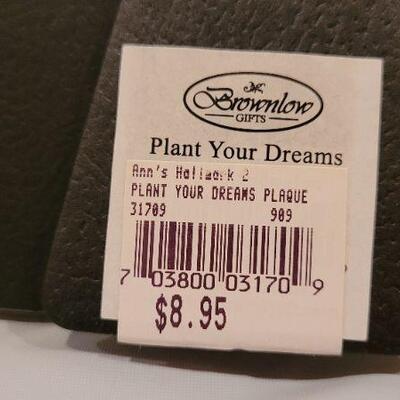 Brownlow
GIFTS
Plant Your Dreams
Ann's Hallmark 2
PLANT YOUR DREAMS PLAQUE
31709 909
7 03800 03170 9
$8.95